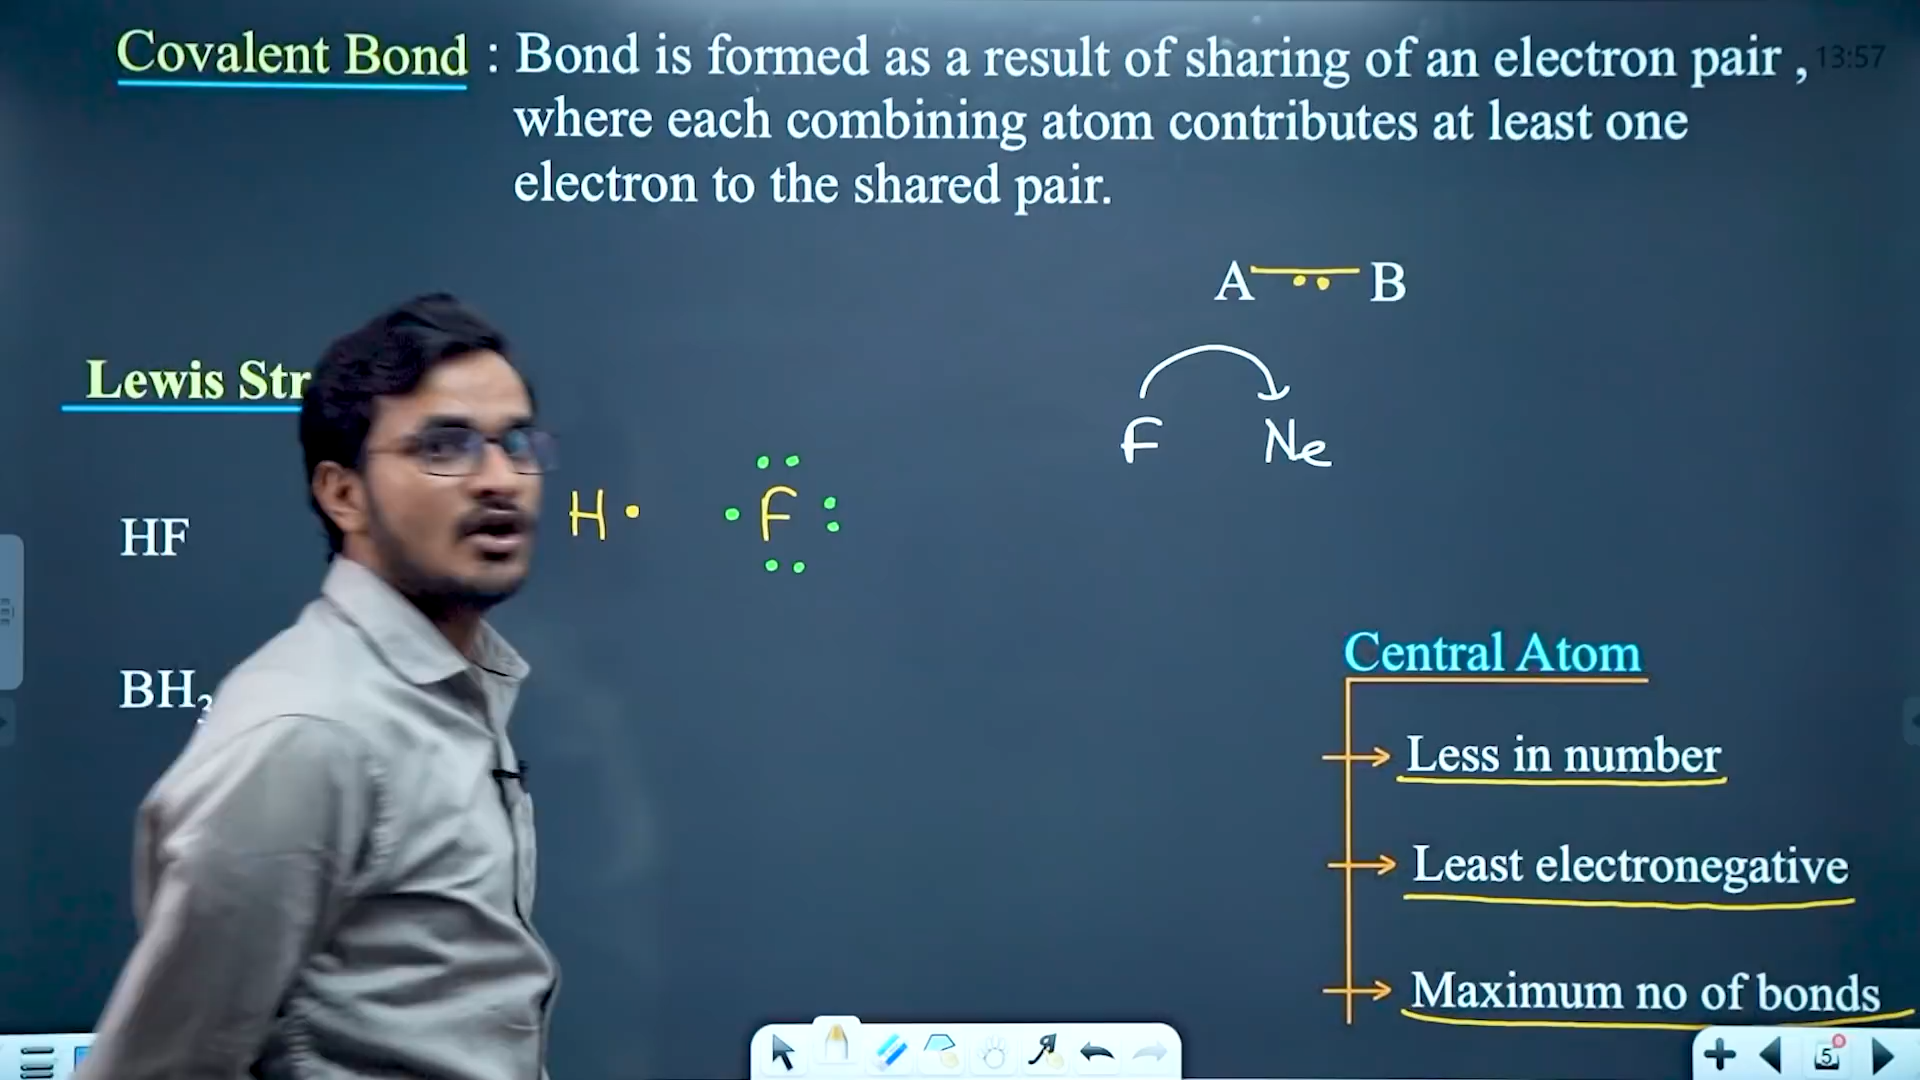 Covalent Bond : Bond is formed as a result of sharing of an electron pair , 13:57
where each combining atom contributes at least one
electron to the shared pair.
A •• B
Lewis Str
F Ne
HF H• F
BH₃
Central Atom
Less in number
Least electronegative
Maximum no of bonds
5